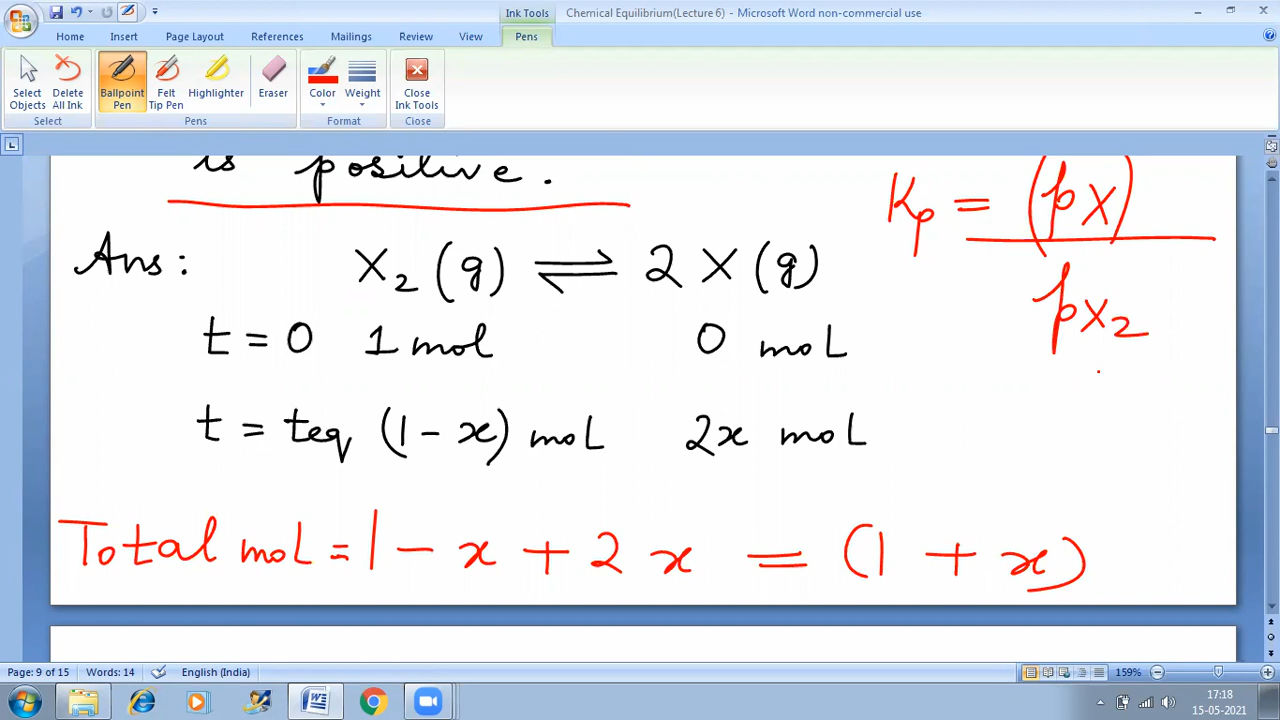 Ink Tools
Chemical Equilibrium(Lecture 6) - Microsoft Word non-commercial use
Home Insert Page Layout References Mailings Review View Pens
Select Objects
Delete All Ink
Ballpoint Pen
Felt Tip Pen
Highlighter
Eraser
Color
Weight
Close Ink Tools
Select Pens Format Close
is positive.
Kp = (pX)
pX2
Ans: X2 (g) ⇌ 2 X (g)
t = 0 1 mol 0 moL
t = teq (1 - x) moL 2x moL
Total moL = 1 - x + 2 x = (1 + x)
Page: 9 of 15 Words: 14 English (India) 159%
17:18
15-05-2021